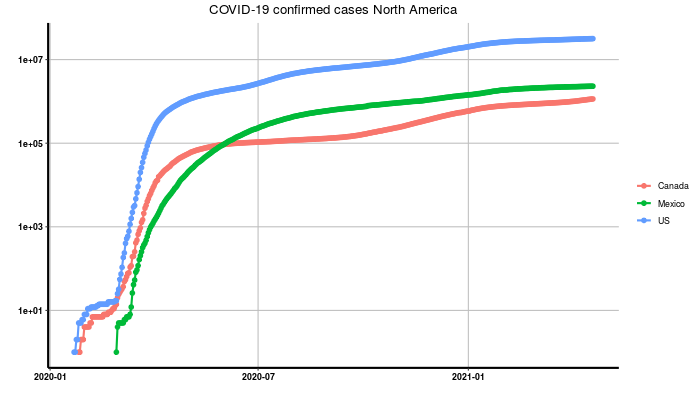 COVID-19 confirmed cases North America
1e+07
1e+05
1e+03
1e+01
2020-01 2020-07 2021-01
Canada
Mexico
US